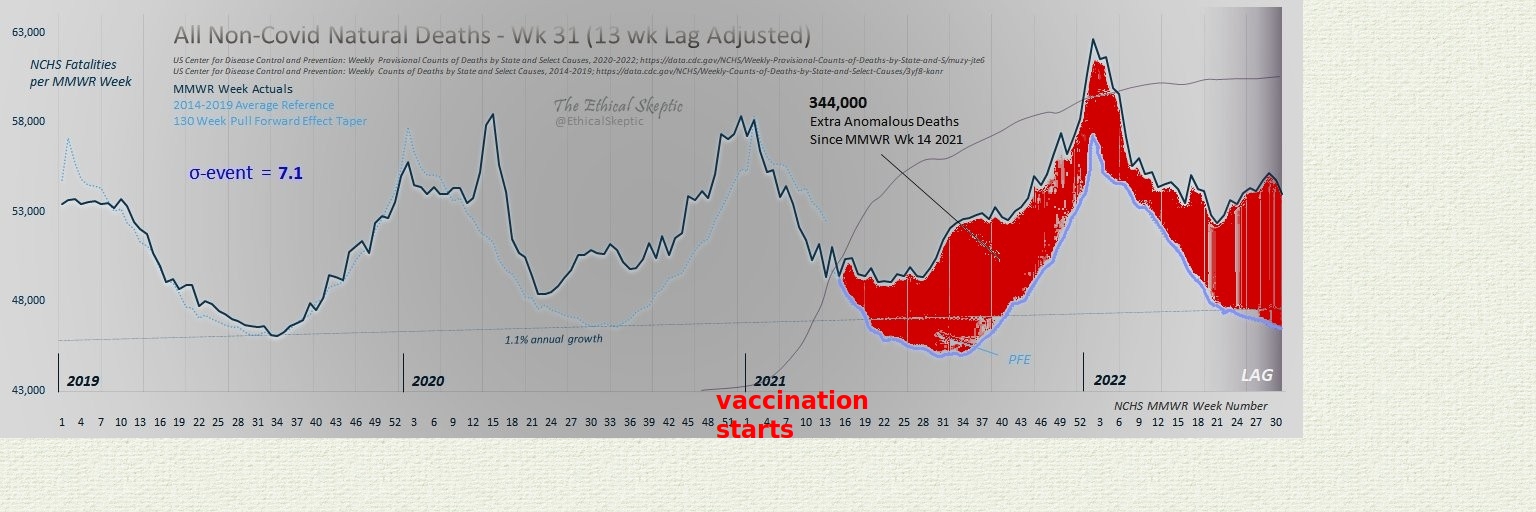 All Non-Covid Natural Deaths - Wk 31 (13 wk Lag Adjusted)
US Center for Disease Control and Prevention: Weekly Provisional Counts of Deaths by State and Select Causes, 2020-2022; https://data.cdc.gov/NCHS/Weekly-Provisional-Counts-of-Deaths-by-State-and-S/muzy-jte6
US Center for Disease Control and Prevention: Weekly Counts of Deaths by State and Select Causes, 2014-2019; https://data.cdc.gov/NCHS/Weekly-Counts-of-Deaths-by-State-and-Select-Causes/3yf8-kanr
NCHS Fatalities
per MMWR Week
MMWR Week Actuals
2014-2019 Average Reference
130 Week Pull Forward Effect Taper
The Ethical Skeptic
@EthicalSkeptic
344,000
Extra Anomalous Deaths
Since MMWR Wk 14 2021
σ-event = 7.1
63,000
58,000
53,000
48,000
43,000
1.1% annual growth
PFE
LAG
2019
2020
2021
2022
vaccination
starts
NCHS MMWR Week Number
1 4 7 10 13 16 19 22 25 28 31 34 37 40 43 46 49 52 3 6 9 12 15 18 21 24 27 30 33 36 39 42 45 48 51 1 4 7 10 13 16 19 22 25 28 31 34 37 40 43 46 49 52 3 6 9 12 15 18 21 24 27 30